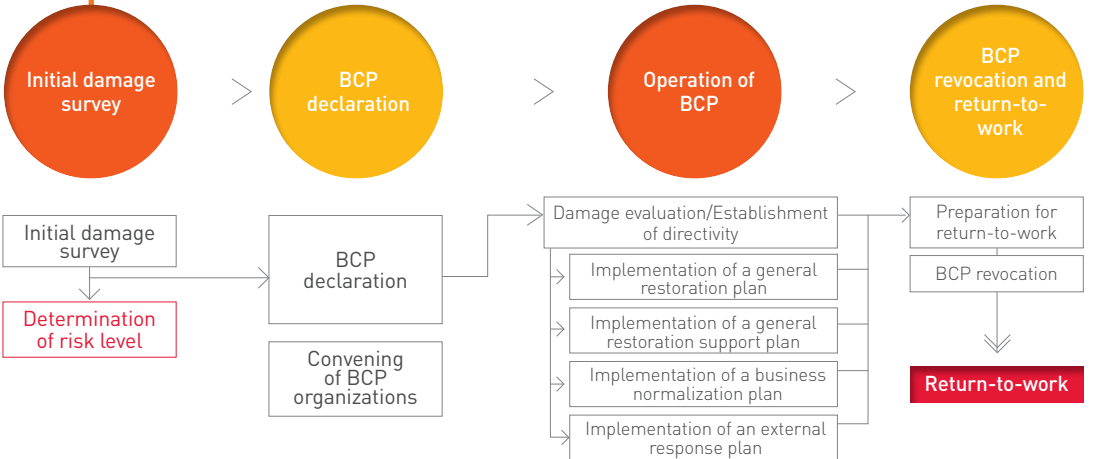 Initial damage
survey
BCP
declaration
Operation of
BCP
BCP
revocation and
return-to-
work
Initial damage
survey
Determination
of risk level
BCP
declaration
Convening
of BCP
organizations
Damage evaluation/Establishment
of directivity
Implementation of a general
restoration plan
Implementation of a general
restoration support plan
Implementation of a business
normalization plan
Implementation of an external
response plan
Preparation for
return-to-work
BCP revocation
Return-to-work